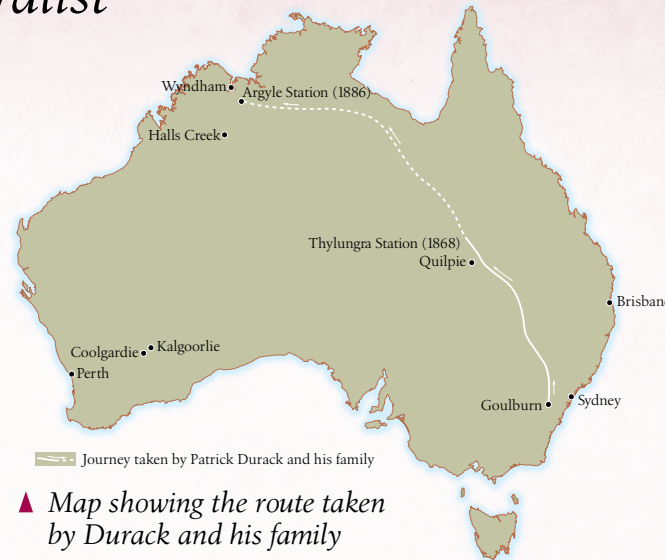 Wyndham
Argyle Station (1886)
Halls Creek
Thylungra Station (1868)
Quilpie
Coolgardie
Kalgoorlie
Perth
Goulburn
Sydney
Journey taken by Patrick Durack and his family
Map showing the route taken
by Durack and his family